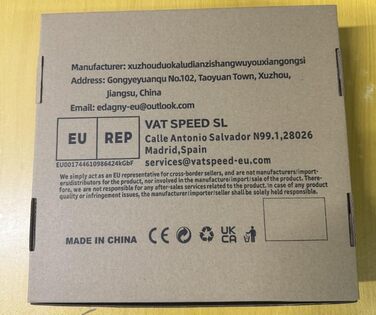 Manufacturer: xuzhouduokaludianzishangwuyouxiangongsi
Address: Gongyeyuanqu No.102, Taoyuan Town, Xuzhou,
Jiangsu, China
Email: edagny-eu@outlook.com
EU REP
VAT SPEED SL
Calle Antonio Salvador N99.1,28026
Madrid,Spain
services@vatspeed-eu.com
EU001744610986424kGbF
We simply act as an EU representative for cross-border sellers, and are not manufacturers/import-
ers/distributors for the product, nor involved in the manufacture/import/sale of the product. There-
fore, we are not responsible for any after-sales services related to the product. In case of any product
quality or infringement issues, the manufacturer/importer/seller shall be held responsible.
MADE IN CHINA CE UK
CA